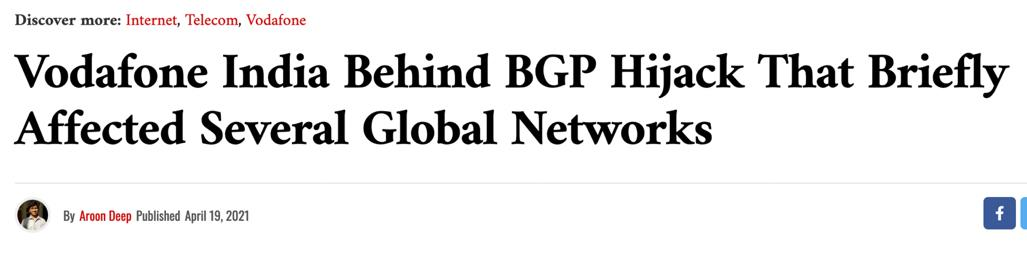 Discover more: Internet, Telecom, Vodafone
Vodafone India Behind BGP Hijack That Briefly
Affected Several Global Networks
By Aroon Deep Published April 19, 2021
f